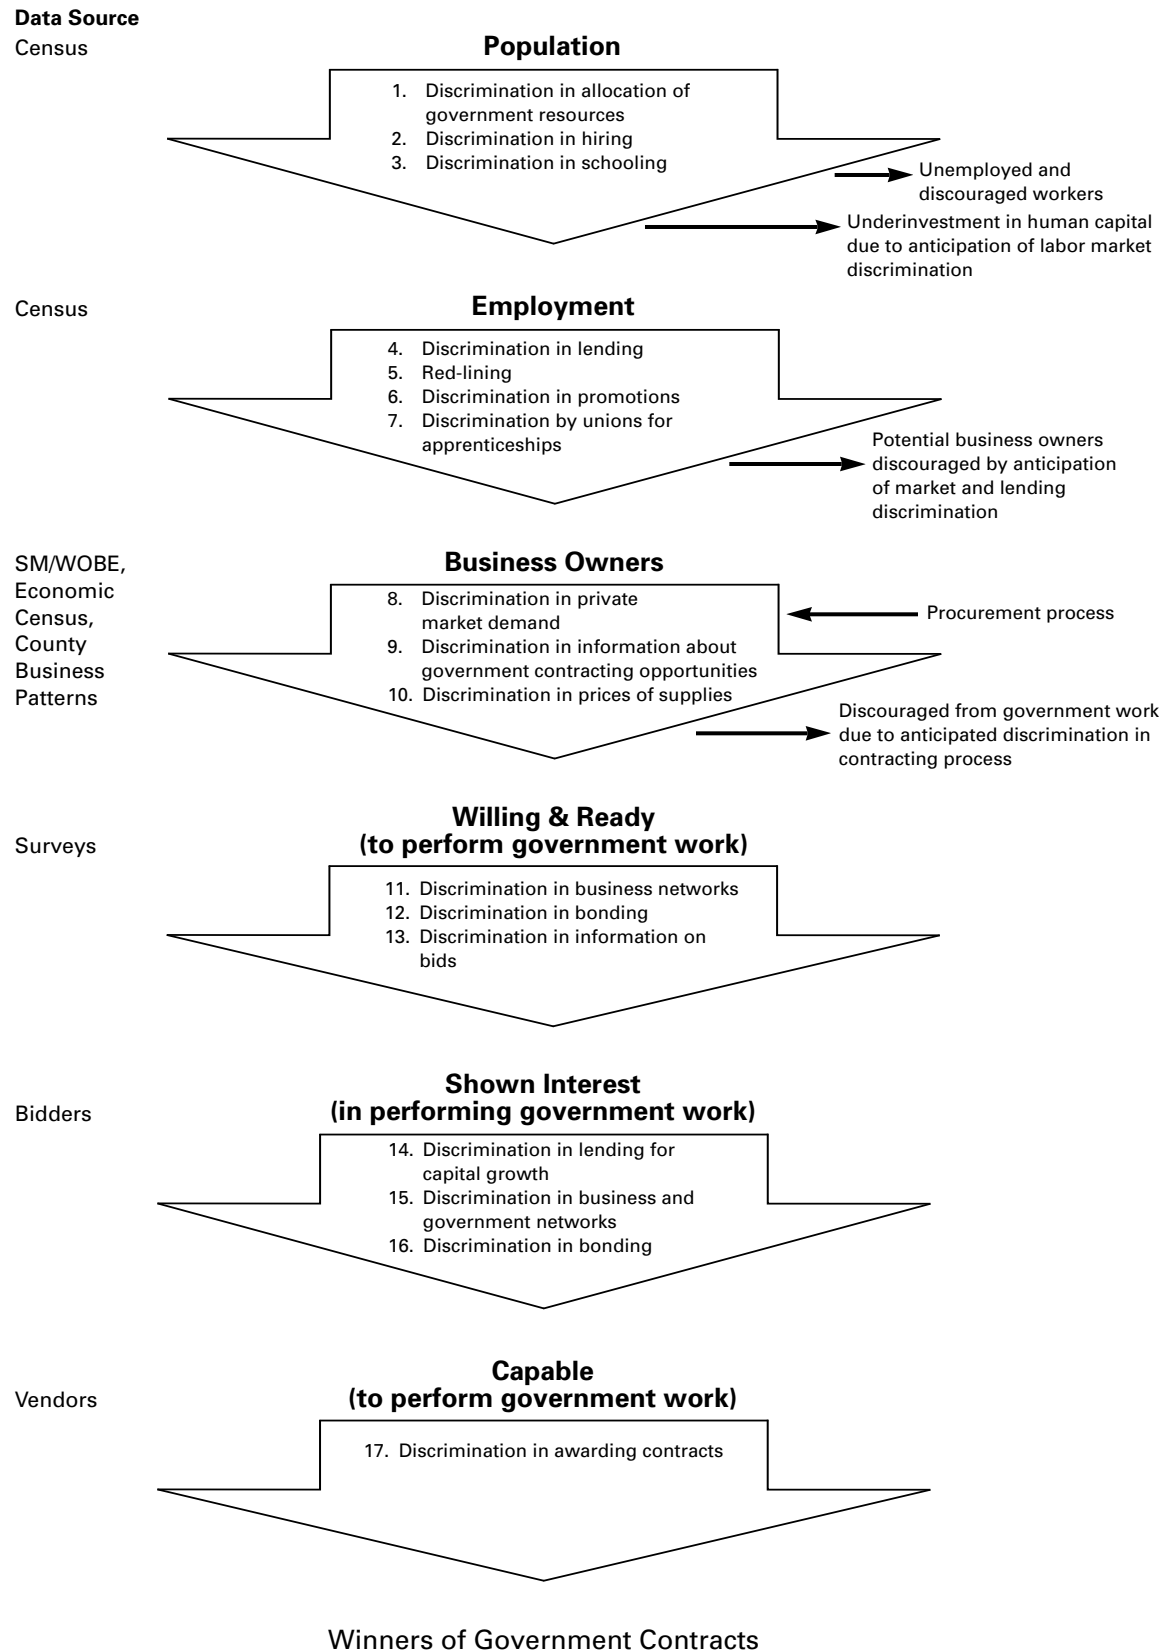 Data Source
Census
Population
1. Discrimination in allocation of
government resources
2. Discrimination in hiring
3. Discrimination in schooling
Unemployed and
discouraged workers
Underinvestment in human capital
due to anticipation of labor market
discrimination
Census
Employment
4. Discrimination in lending
5. Red-lining
6. Discrimination in promotions
7. Discrimination by unions for
apprenticeships
Potential business owners
discouraged by anticipation
of market and lending
discrimination
SM/WOBE,
Economic
Census,
County
Business
Patterns
Business Owners
8. Discrimination in private
market demand
9. Discrimination in information about
government contracting opportunities
10. Discrimination in prices of supplies
Procurement process
Discouraged from government work
due to anticipated discrimination in
contracting process
Surveys
Willing & Ready
(to perform government work)
11. Discrimination in business networks
12. Discrimination in bonding
13. Discrimination in information on
bids
Bidders
Shown Interest
(in performing government work)
14. Discrimination in lending for
capital growth
15. Discrimination in business and
government networks
16. Discrimination in bonding
Vendors
Capable
(to perform government work)
17. Discrimination in awarding contracts
Winners of Government Contracts